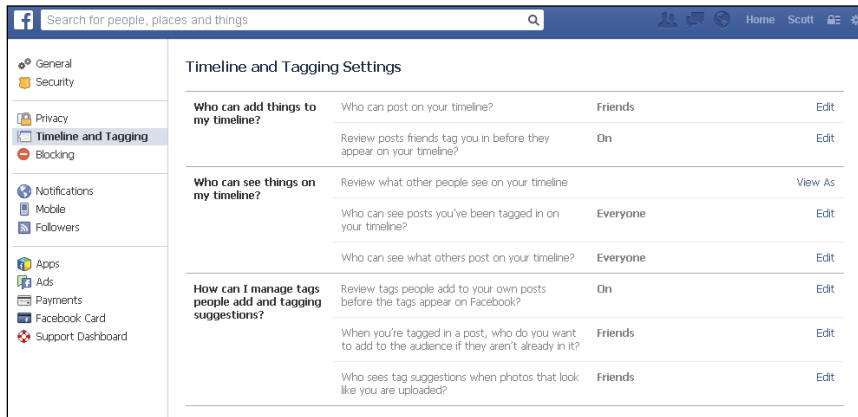 f Search for people, places and things Home Scott
General
Security
Privacy
Timeline and Tagging
Blocking
Notifications
Mobile
Followers
Apps
Ads
Payments
Facebook Card
Support Dashboard
Timeline and Tagging Settings
Who can add things to
my timeline?
Who can post on your timeline? Friends Edit
Review posts friends tag you in before they
appear on your timeline?
On Edit
Who can see things on
my timeline?
Review what other people see on your timeline View As
Who can see posts you've been tagged in on
your timeline?
Everyone Edit
Who can see what others post on your timeline? Everyone Edit
How can I manage tags
people add and tagging
suggestions?
Review tags people add to your own posts
before the tags appear on Facebook?
On Edit
When you're tagged in a post, who do you want
to add to the audience if they aren't already in it?
Friends Edit
Who sees tag suggestions when photos that look
like you are uploaded?
Friends Edit